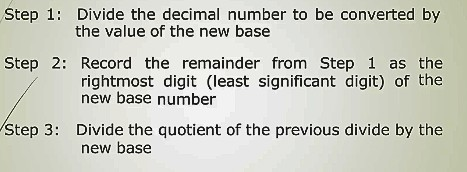 Step 1: Divide the decimal number to be converted by
the value of the new base
Step 2: Record the remainder from Step 1 as the
rightmost digit (least significant digit) of the
new base number
Step 3: Divide the quotient of the previous divide by the
new base